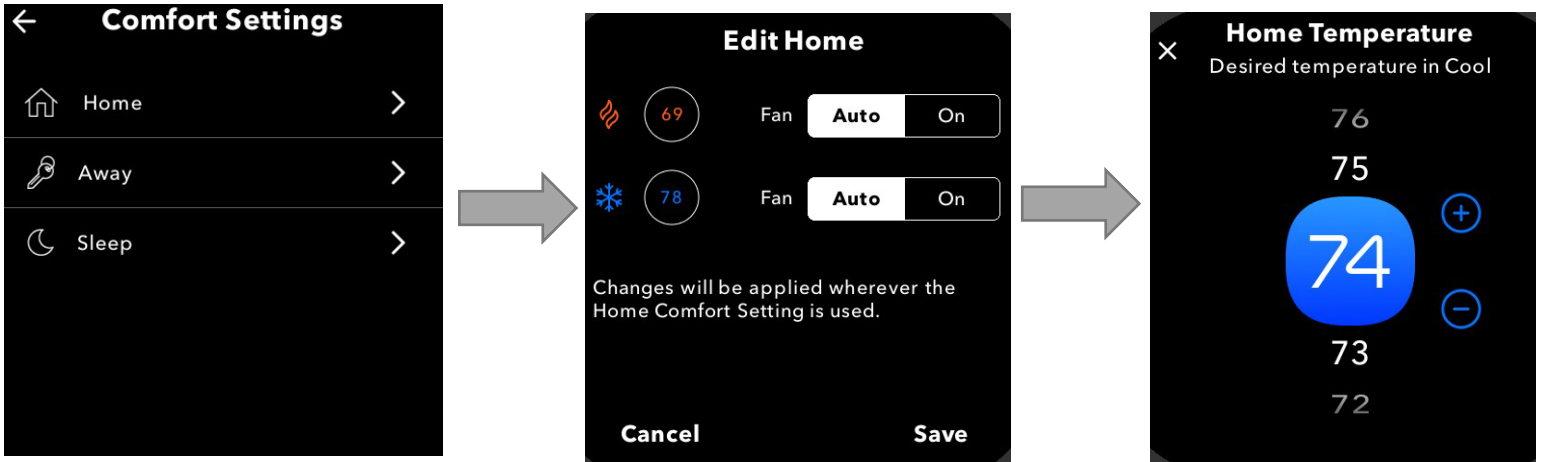 Comfort Settings
Home
Away
Sleep
Edit Home
69 Fan Auto On
78 Fan Auto On
Changes will be applied wherever the
Home Comfort Setting is used.
Cancel Save
Home Temperature
Desired temperature in Cool
76
75
74
73
72